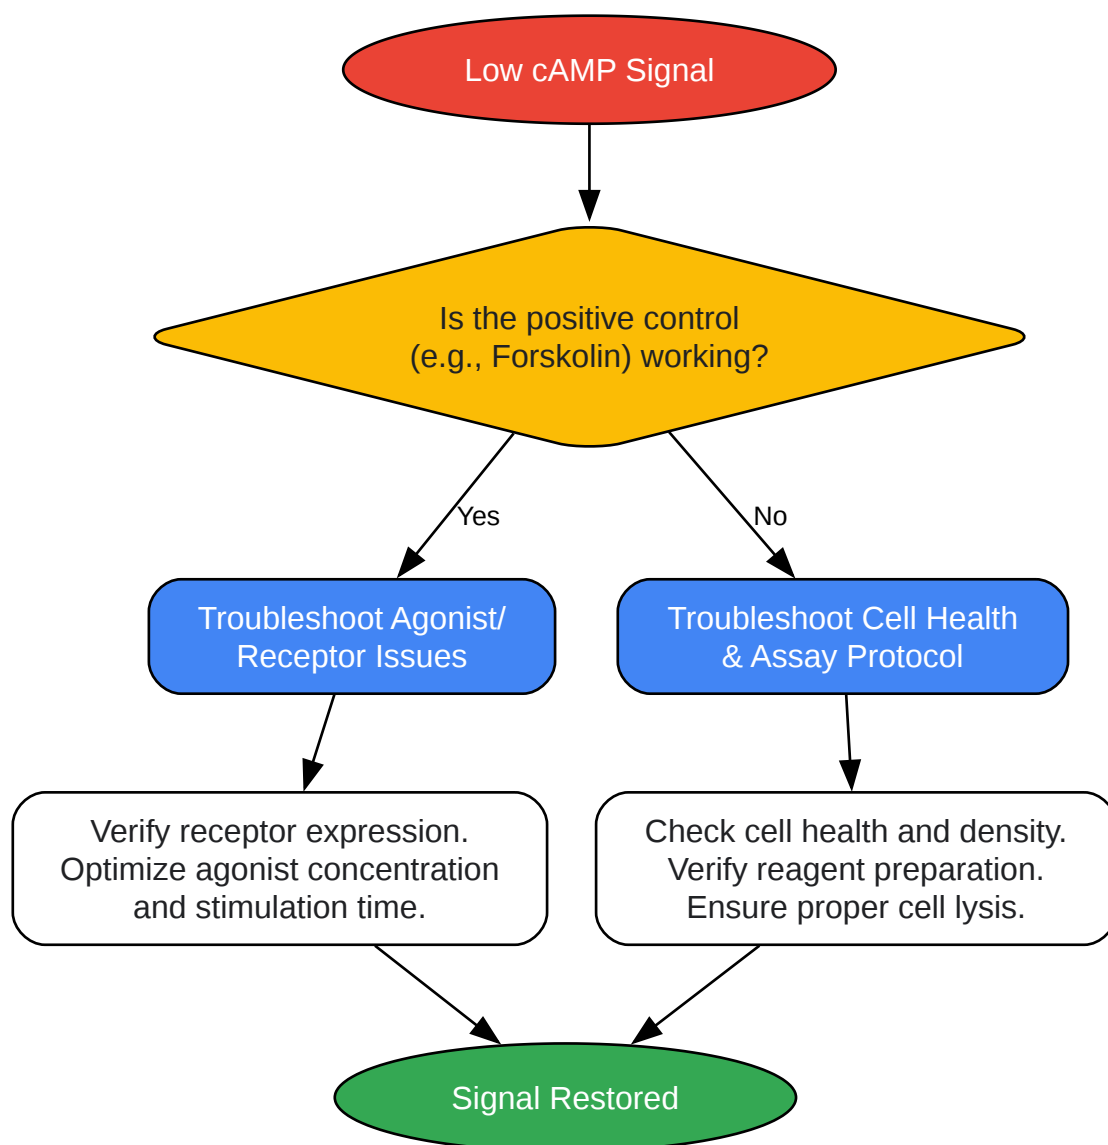 Low cAMP Signal
Is the positive control
(e.g., Forskolin) working?
Yes
No
Troubleshoot Agonist/
Receptor Issues
Troubleshoot Cell Health
& Assay Protocol
Verify receptor expression.
Optimize agonist concentration
and stimulation time.
Check cell health and density.
Verify reagent preparation.
Ensure proper cell lysis.
Signal Restored